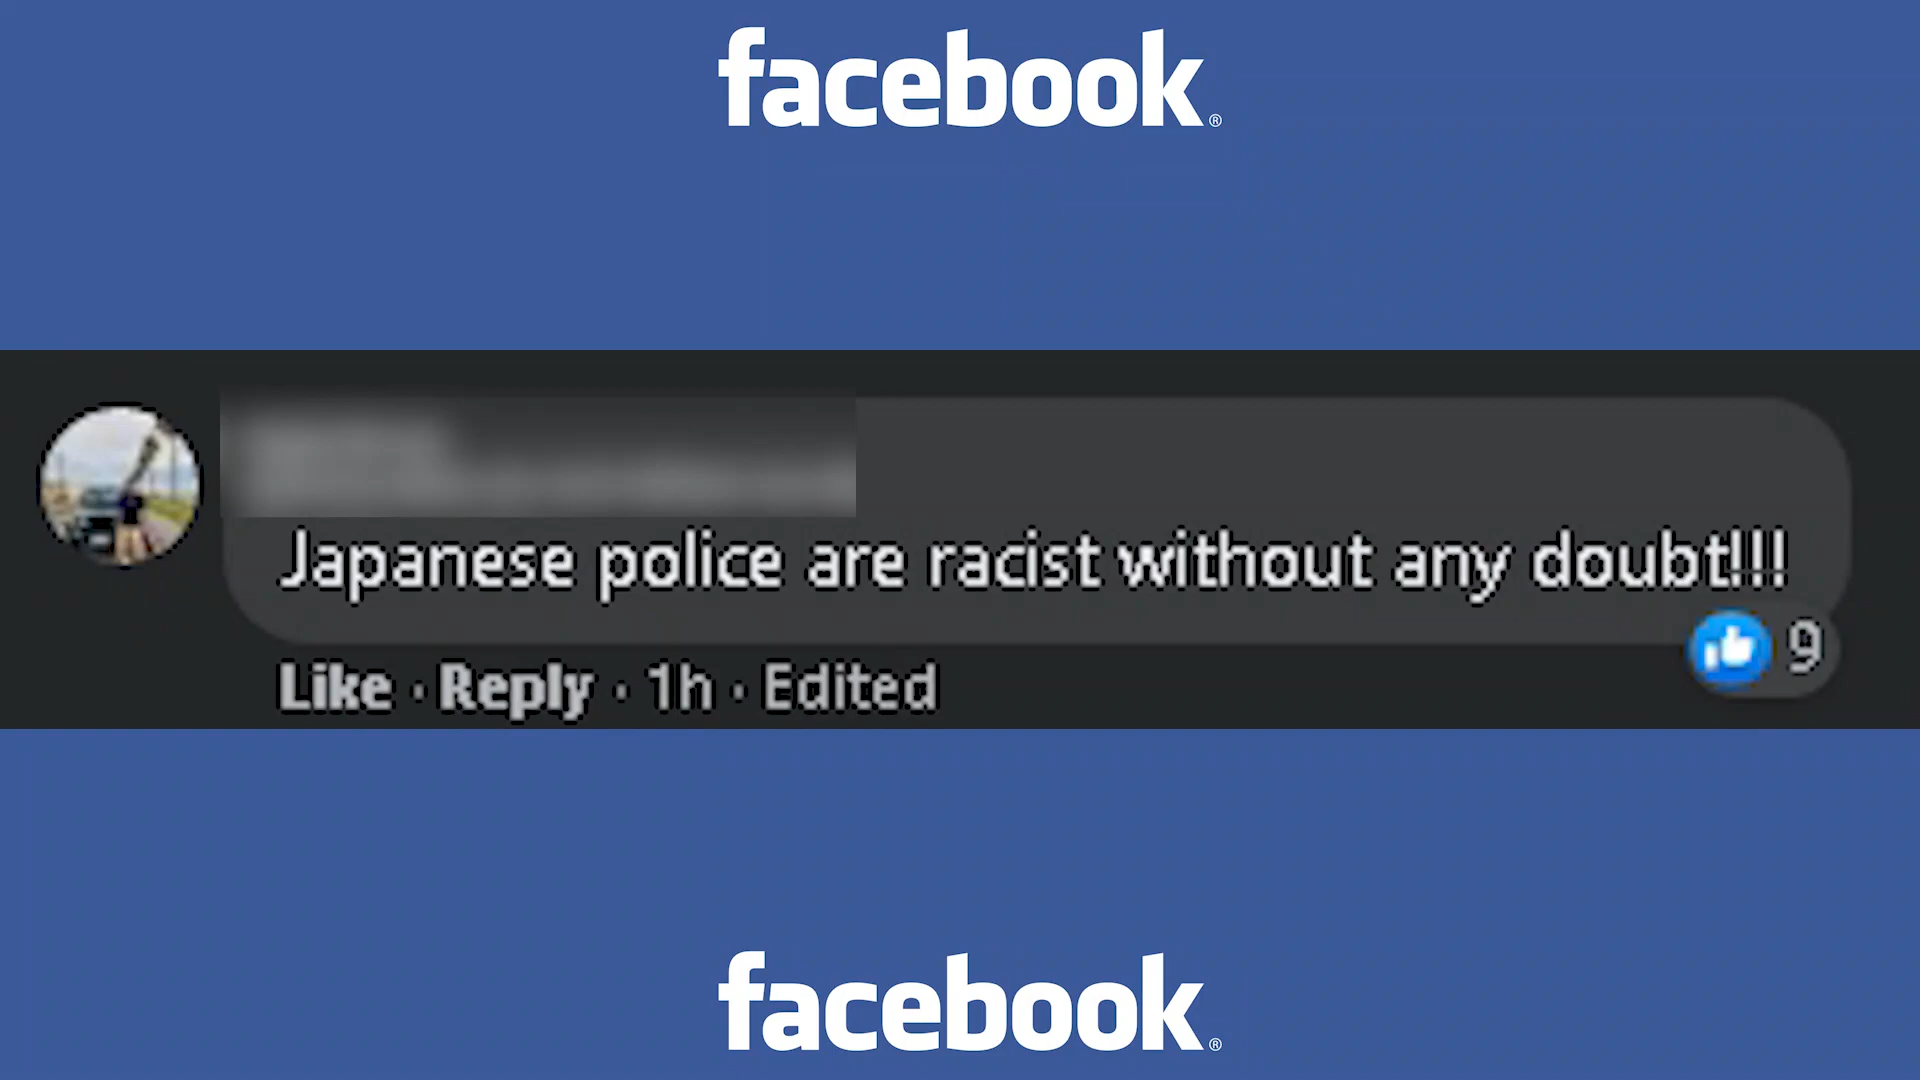 facebook®
Japanese police are racist without any doubt!!!
9
Like · Reply · 1h · Edited
facebook®